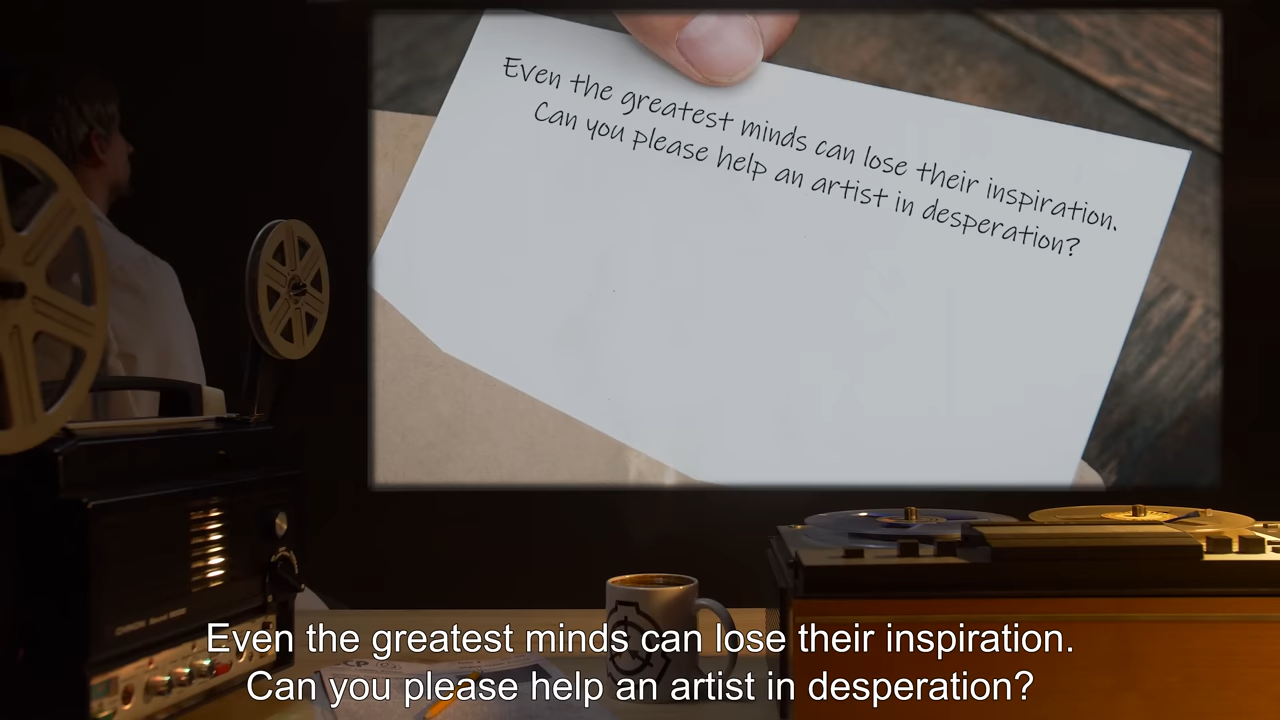 Even the greatest minds can lose their inspiration.
Can you please help an artist in desperation?
Even the greatest minds can lose their inspiration.
Can you please help an artist in desperation?